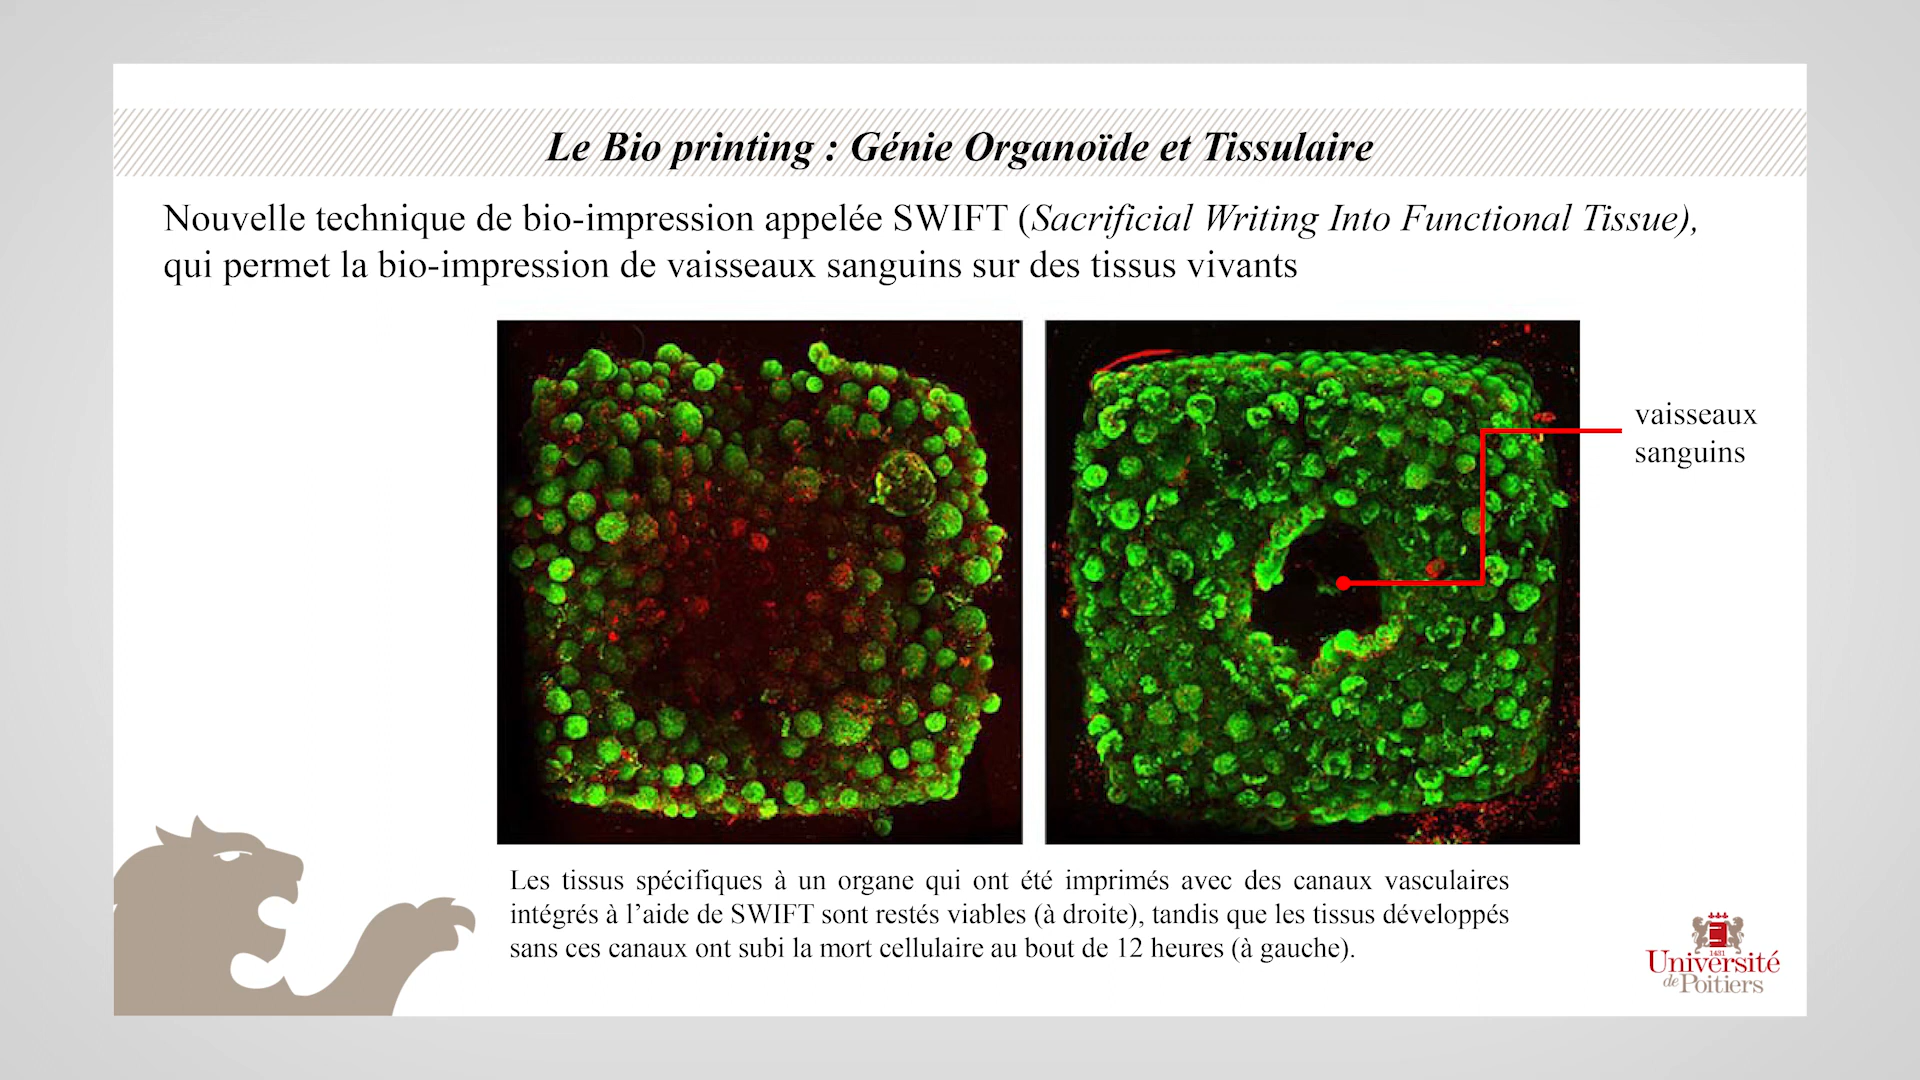 Le Bio printing : Génie Organoïde et Tissulaire
Nouvelle technique de bio-impression appelée SWIFT (Sacrificial Writing Into Functional Tissue),
qui permet la bio-impression de vaisseaux sanguins sur des tissus vivants
vaisseaux
sanguins
Les tissus spécifiques à un organe qui ont été imprimés avec des canaux vasculaires
intégrés à l’aide de SWIFT sont restés viables (à droite), tandis que les tissus développés
sans ces canaux ont subi la mort cellulaire au bout de 12 heures (à gauche).
1431
Université
de Poitiers